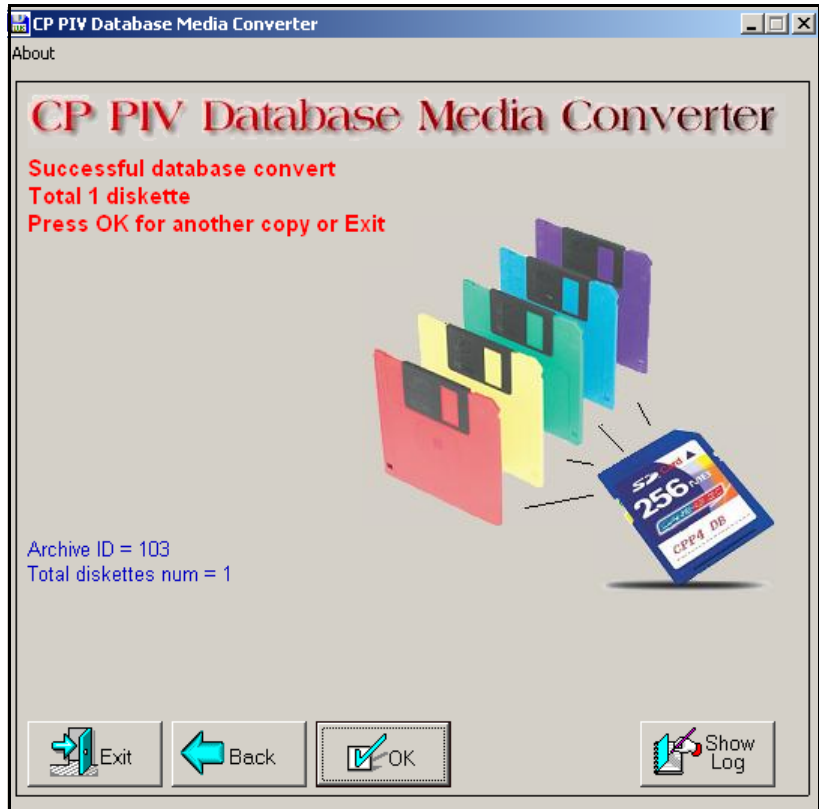 CP PIV Database Media Converter
About
CP PIV Database Media Converter
Successful database convert
Total 1 diskette
Press OK for another copy or Exit
SD Card
256 MB
CPP4 DB
Archive ID = 103
Total diskettes num = 1
Exit
Back
OK
Show
Log